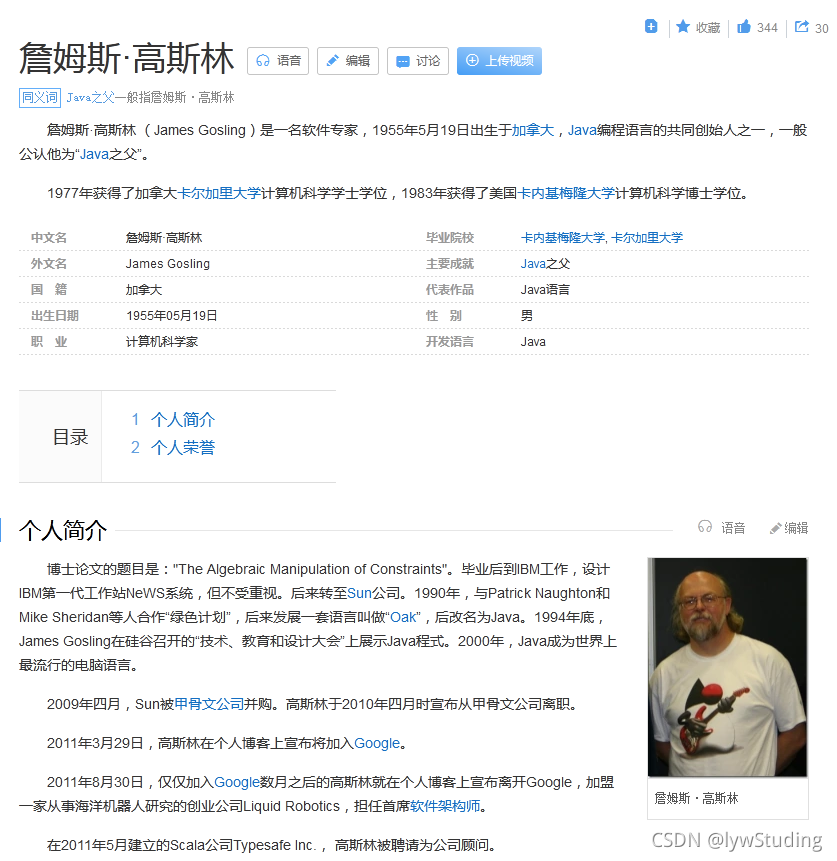 收藏 344 30
詹姆斯·高斯林 语音 编辑 讨论 上传视频
同义词 Java之父一般指詹姆斯·高斯林
詹姆斯·高斯林（James Gosling）是一名软件专家，1955年5月19日出生于加拿大，Java编程语言的共同创始人之一，一般
公认他为“Java之父”。
1977年获得了加拿大卡尔加里大学计算机科学学士学位，1983年获得了美国卡内基梅隆大学计算机科学博士学位。
中文名 詹姆斯·高斯林 毕业院校 卡内基梅隆大学, 卡尔加里大学
外文名 James Gosling 主要成就 Java之父
国 籍 加拿大 代表作品 Java语言
出生日期 1955年05月19日 性 别 男
职 业 计算机科学家 开发语言 Java
目录
1 个人简介
2 个人荣誉
个人简介 语音 编辑
博士论文的题目是："The Algebraic Manipulation of Constraints"。毕业后到IBM工作，设计
IBM第一代工作站NeWS系统，但不受重视。后来转至Sun公司。1990年，与Patrick Naughton和
Mike Sheridan等人合作“绿色计划”，后来发展一套语言叫做“Oak”，后改名为Java。1994年底，
James Gosling在硅谷召开的“技术、教育和设计大会”上展示Java程式。2000年，Java成为世界上
最流行的电脑语言。
2009年四月，Sun被甲骨文公司并购。高斯林于2010年四月时宣布从甲骨文公司离职。
2011年3月29日，高斯林在个人博客上宣布将加入Google。
2011年8月30日，仅仅加入Google数月之后的高斯林就在个人博客上宣布离开Google，加盟
一家从事海洋机器人研究的创业公司Liquid Robotics，担任首席软件架构师。
在2011年5月建立的Scala公司Typesafe Inc.， 高斯林被聘请为公司顾问。
詹姆斯·高斯林
CSDN @lywStuding